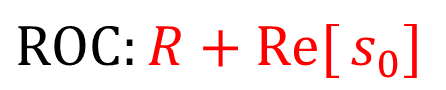 ROC: R + Re[ s₀]